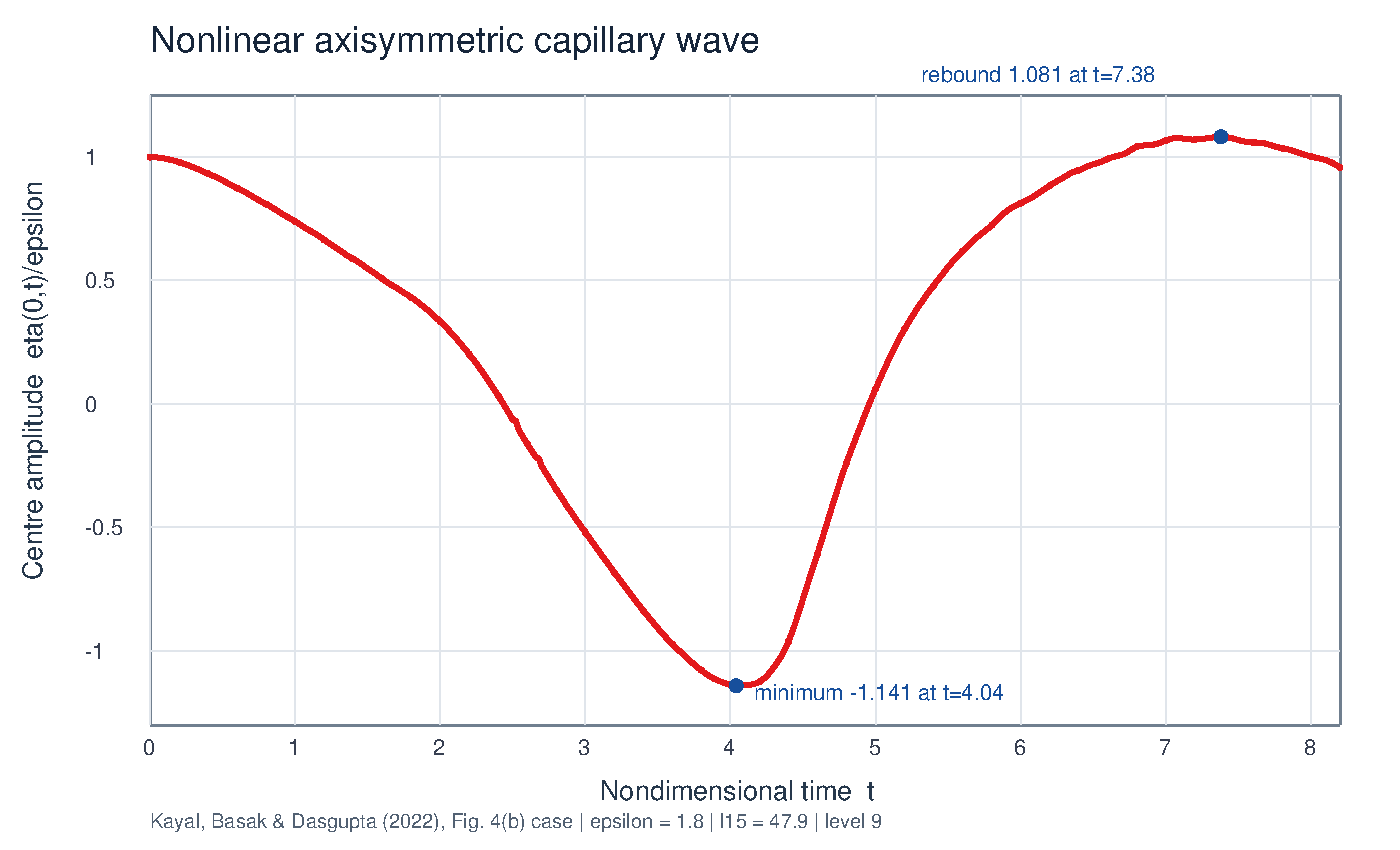 Nonlinear axisymmetric capillary wave
rebound 1.081 at t=7.38
Centre amplitude eta(0,t)/epsilon
1
0.5
0
-0.5
-1
minimum -1.141 at t=4.04
0 1 2 3 4 5 6 7 8
Nondimensional time t
Kayal, Basak & Dasgupta (2022), Fig. 4(b) case | epsilon = 1.8 | l15 = 47.9 | level 9